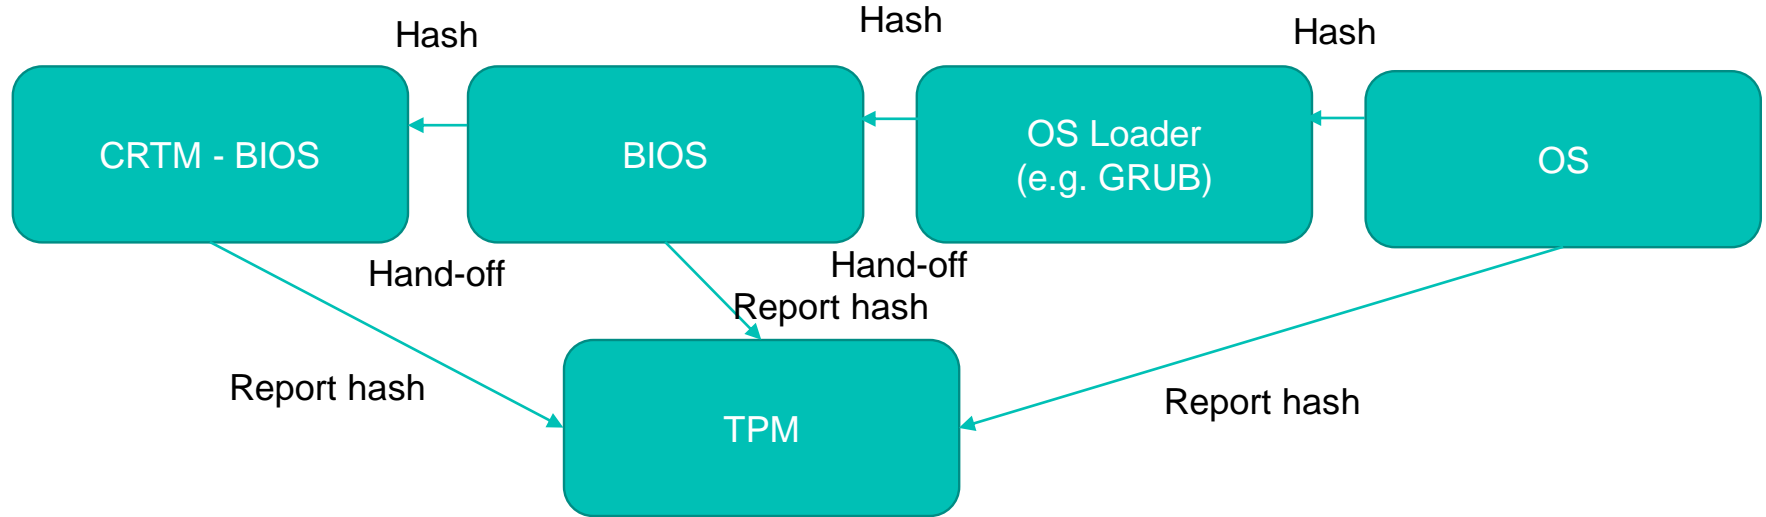 Hash
Hash
Hash
CRTM - BIOS
BIOS
OS Loader
(e.g. GRUB)
OS
Hand-off
Hand-off
Report hash
Report hash
Report hash
TPM